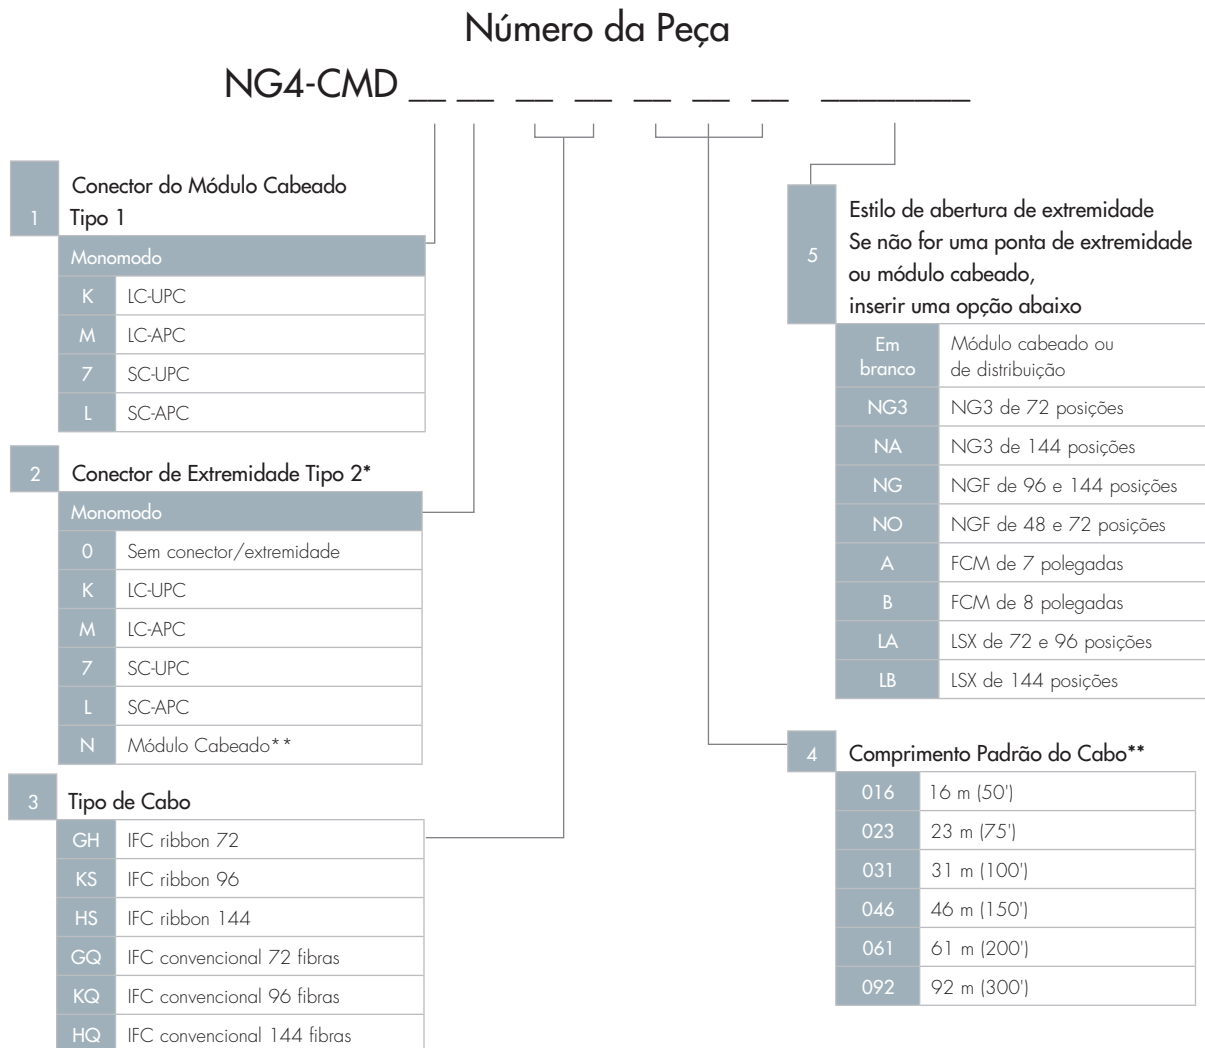 Número da Peça
NG4-CMD __ __ __ __ __ __ __ ________
1
Conector do Módulo Cabeado
Tipo 1
Monomodo
K LC-UPC
M LC-APC
7 SC-UPC
L SC-APC
2 Conector de Extremidade Tipo 2*
Monomodo
0 Sem conector/extremidade
K LC-UPC
M LC-APC
7 SC-UPC
L SC-APC
N Módulo Cabeado**
3 Tipo de Cabo
GH IFC ribbon 72
KS IFC ribbon 96
HS IFC ribbon 144
GQ IFC convencional 72 fibras
KQ IFC convencional 96 fibras
HQ IFC convencional 144 fibras
5
Estilo de abertura de extremidade
Se não for uma ponta de extremidade
ou módulo cabeado,
inserir uma opção abaixo
Em
branco
Módulo cabeado ou
de distribuição
NG3 NG3 de 72 posições
NA NG3 de 144 posições
NG NGF de 96 e 144 posições
NO NGF de 48 e 72 posições
A FCM de 7 polegadas
B FCM de 8 polegadas
LA LSX de 72 e 96 posições
LB LSX de 144 posições
4 Comprimento Padrão do Cabo**
016 16 m (50')
023 23 m (75')
031 31 m (100')
046 46 m (150')
061 61 m (200')
092 92 m (300')